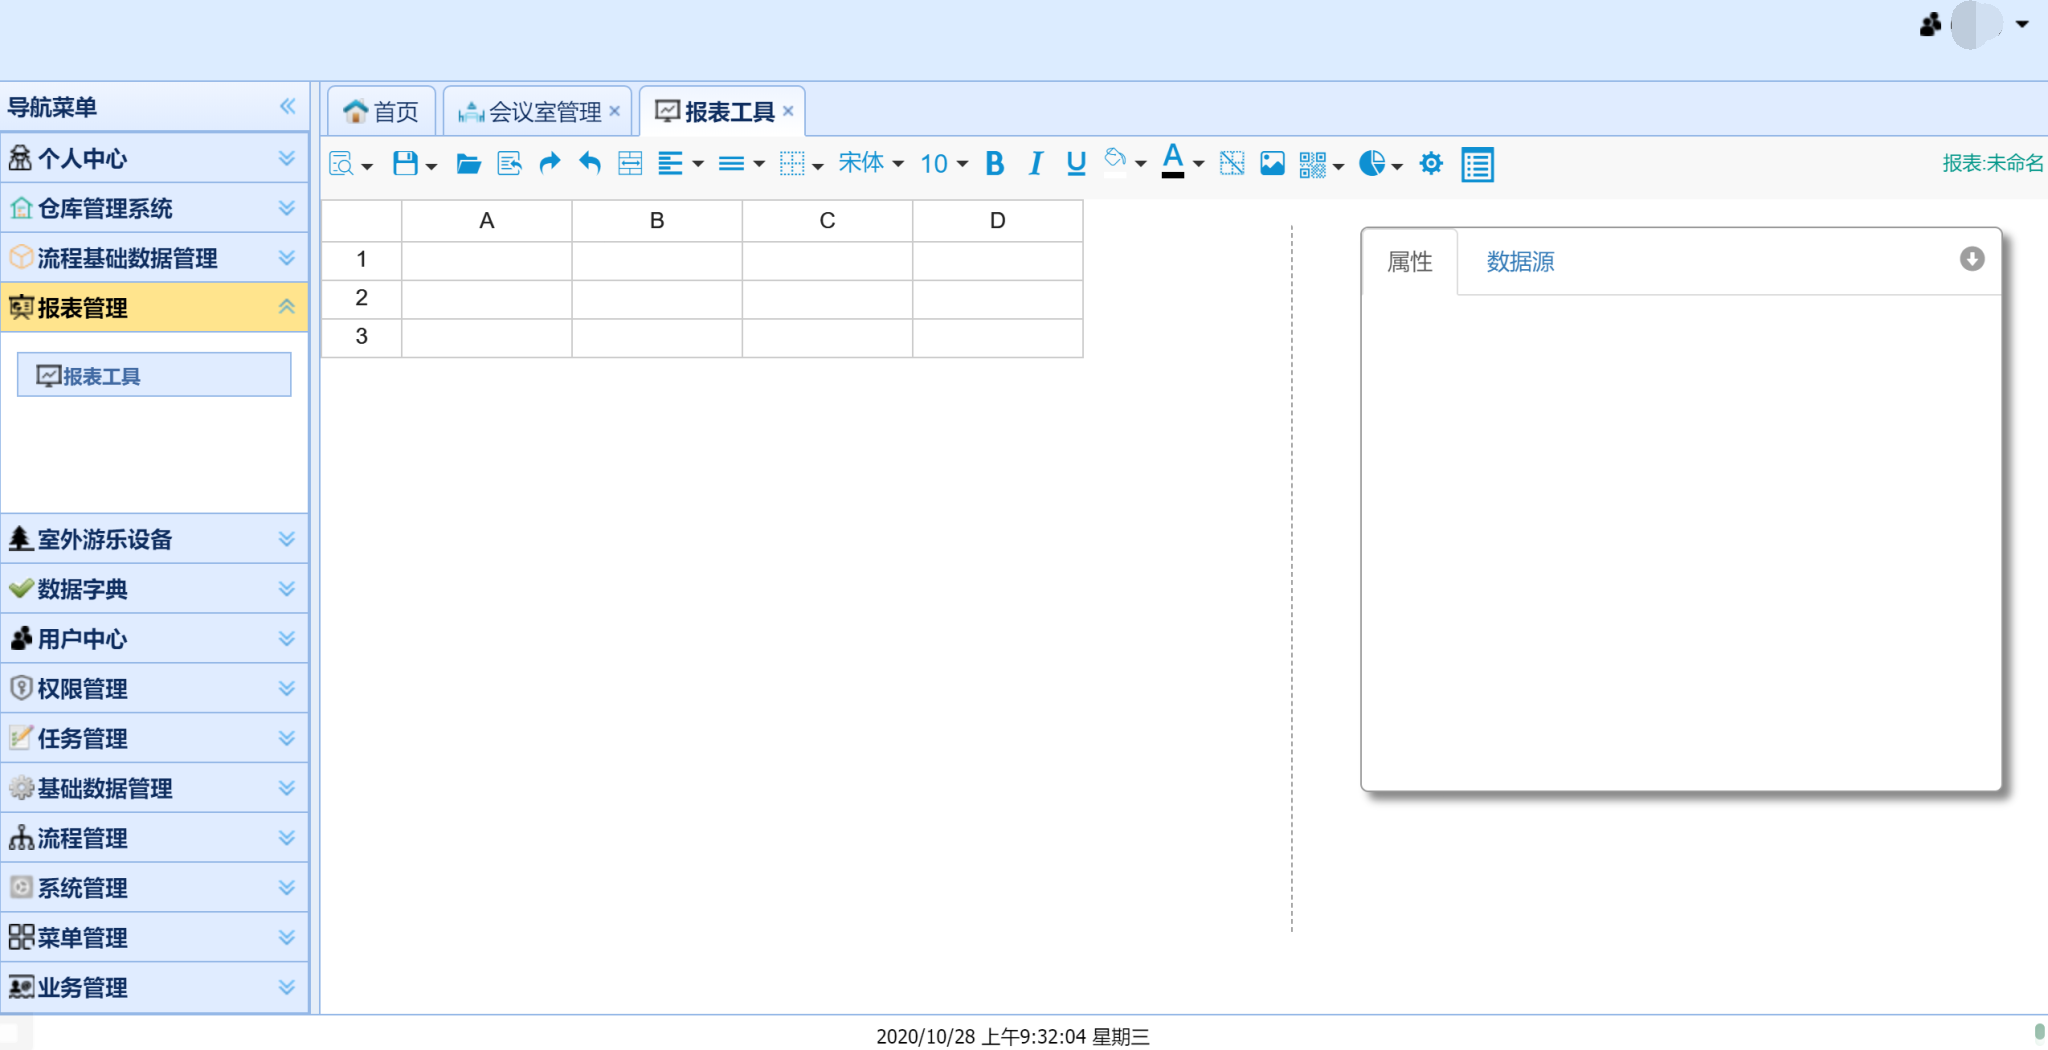 导航菜单
首页
会议室管理
报表工具
个人中心
仓库管理系统
流程基础数据管理
报表管理
报表工具
室外游乐设备
数据字典
用户中心
权限管理
任务管理
基础数据管理
流程管理
系统管理
菜单管理
业务管理
宋体 10 B I U A
报表:未命名
A B C D
1
2
3
属性 数据源
2020/10/28 上午9:32:04 星期三